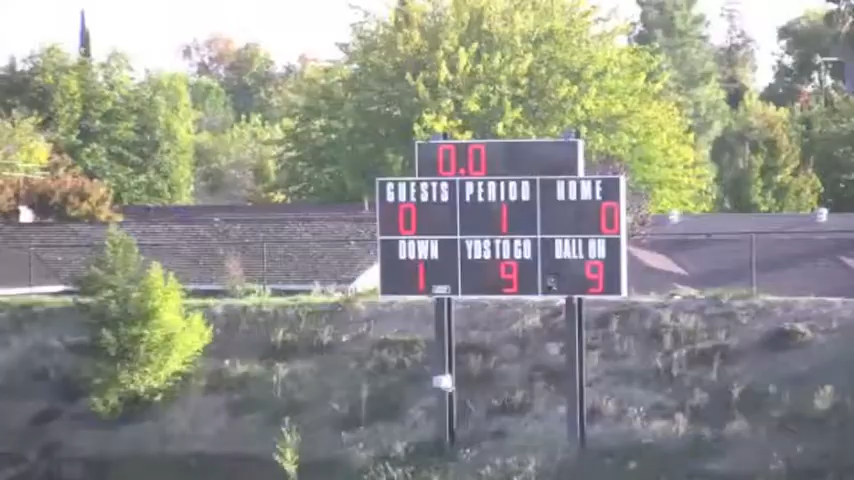 0.0
GUESTS PERIOD HOME
0 1 0
DOWN YDS TO GO BALL ON
1 9 9